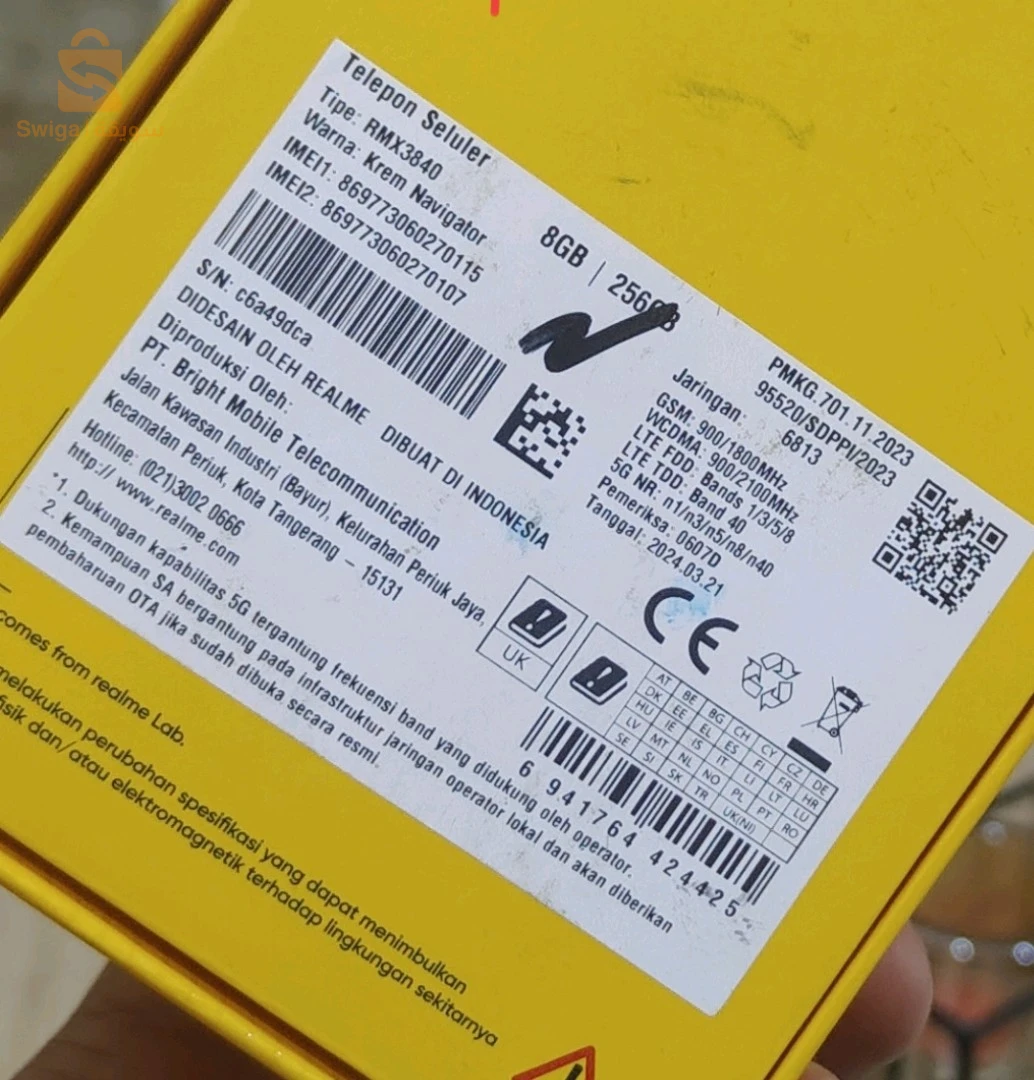 Swiga سويقة
Telepon Seluler
Tipe: RMX3840
Warna: Krem Navigator
IMEI1: 869773060270115
IMEI2: 869773060270107
8GB | 256GB
S/N: c6a49dca
DIDESAIN OLEH REALME DIBUAT DI INDONESIA
Diproduksi Oleh:
PT. Bright Mobile Telecommunication
Jalan Kawasan Industri (Bayur), Kelurahan Periuk Jaya,
Kecamatan Periuk, Kota Tangerang – 15131
Hotline: (021)3002 0666
http:// www.realme.com
*1. Dukungan kapabilitas 5G tergantung frekuensi band yang didukung oleh operator.
2. Kemampuan SA bergantung pada infrastruktur jaringan operator lokal dan akan diberikan
pembaharuan OTA jika sudah dibuka secara resmi.
PMKG.701.11.2023
95520/SDPPI/2023
6813
Jaringan:
GSM: 900/1800MHz
WCDMA: 900/2100MHz
LTE FDD: Bands 1/3/5/8
LTE TDD: Band 40
5G NR: n1/n3/n5/n8/n40
Pemeriksa: 0607D
Tanggal: 2024.03.21
CE
UK
AT BE BG CH CY CZ DE
DK EE EL ES FI FR HR
HU IE IS IT LI LT LU
LV MT NL NO PL PT RO
SE SI SK TR UK(NI)
6 941764 424425
comes from realme Lab.
melakukan perubahan spesifikasi yang dapat menimbulkan
fisik dan/atau elektromagnetik terhadap lingkungan sekitarnya